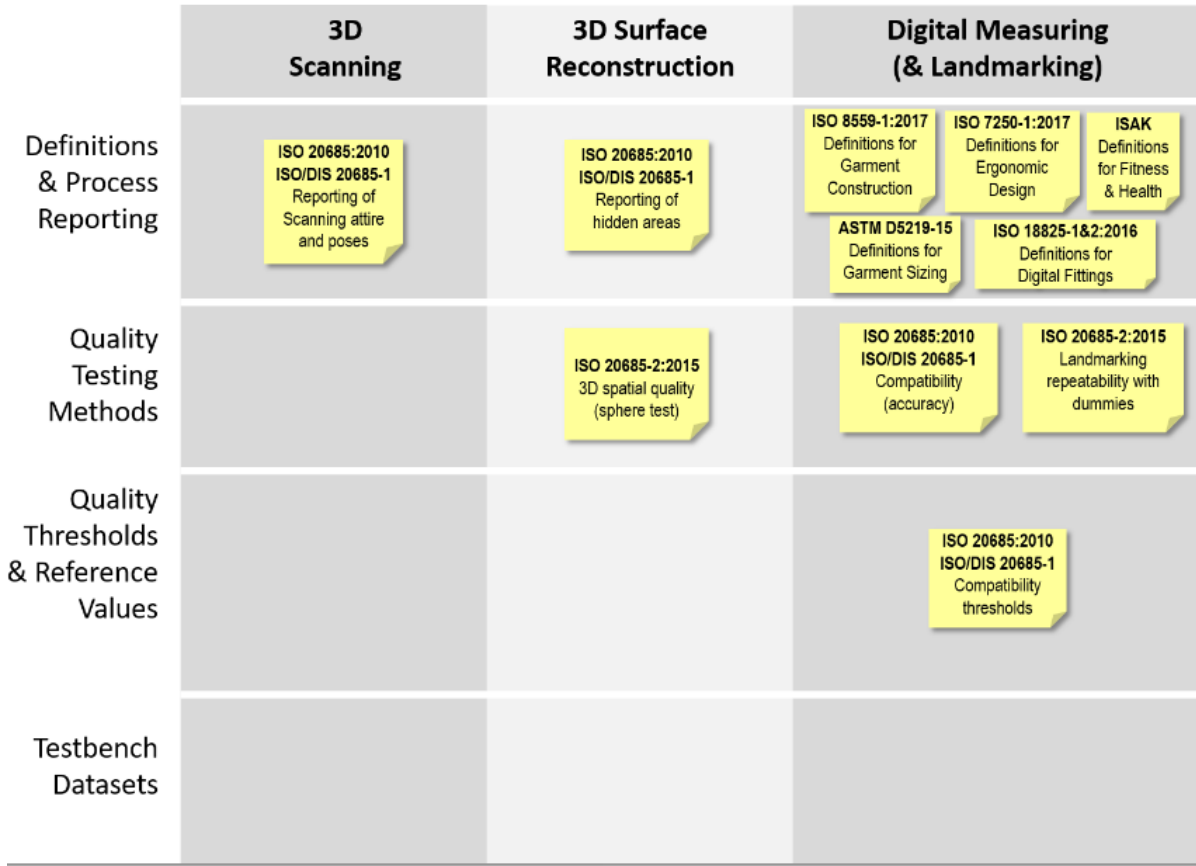 3D
Scanning
3D Surface
Reconstruction
Digital Measuring
(& Landmarking)
Definitions
& Process
Reporting
ISO 20685:2010
ISO/DIS 20685-1
Reporting of
Scanning attire
and poses
ISO 20685:2010
ISO/DIS 20685-1
Reporting of
hidden areas
ISO 8559-1:2017
Definitions for
Garment
Construction
ISO 7250-1:2017
Definitions for
Ergonomic
Design
ISAK
Definitions
for Fitness
& Health
ASTM D5219-15
Definitions for
Garment Sizing
ISO 18825-1&2:2016
Definitions for
Digital Fittings
Quality
Testing
Methods
ISO 20685-2:2015
3D spatial quality
(sphere test)
ISO 20685:2010
ISO/DIS 20685-1
Compatibility
(accuracy)
ISO 20685-2:2015
Landmarking
repeatability with
dummies
Quality
Thresholds
& Reference
Values
ISO 20685:2010
ISO/DIS 20685-1
Compatibility
thresholds
Testbench
Datasets